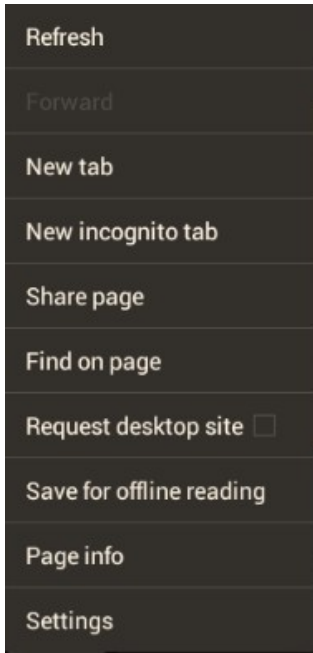 Refresh
Forward
New tab
New incognito tab
Share page
Find on page
Request desktop site
Save for offline reading
Page info
Settings